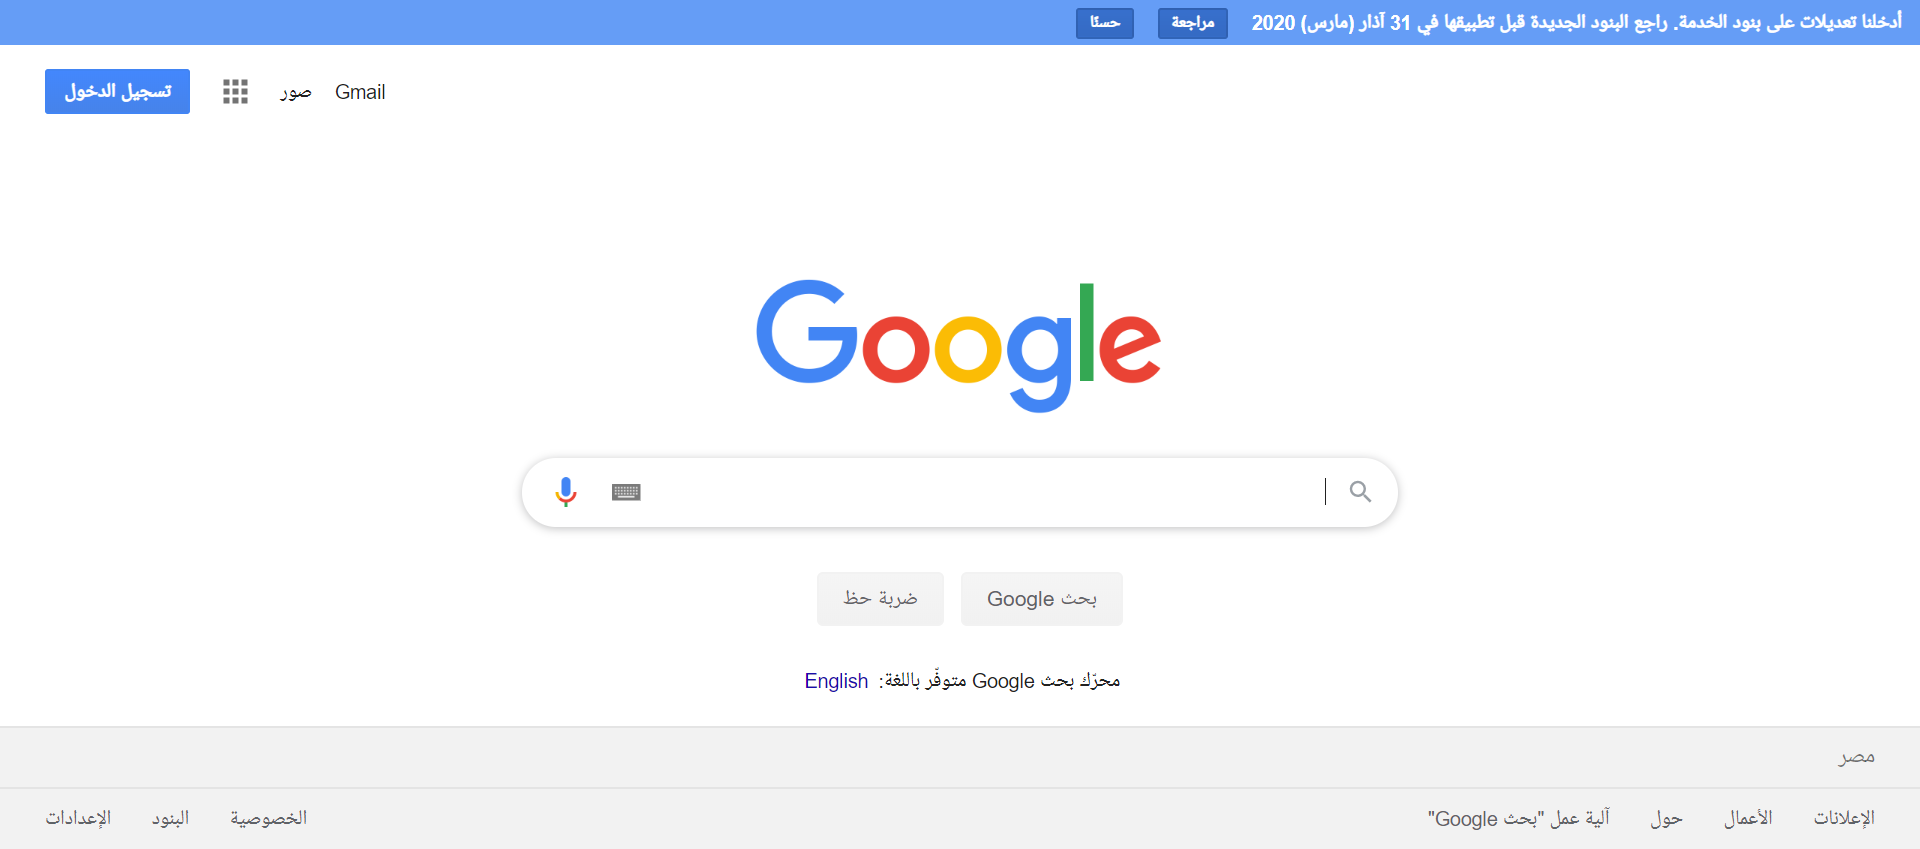 أدخلنا تعديلات على بنود الخدمة. راجع البنود الجديدة قبل تطبيقها في 31 آذار (مارس) 2020 مراجعة حسنًا
Gmail صور تسجيل الدخول
Google
بحث Google ضربة حظ
محرّك بحث Google متوفّر باللغة: English
مصر
الإعلانات الأعمال حول آلية عمل "بحث Google" الخصوصية البنود الإعدادات